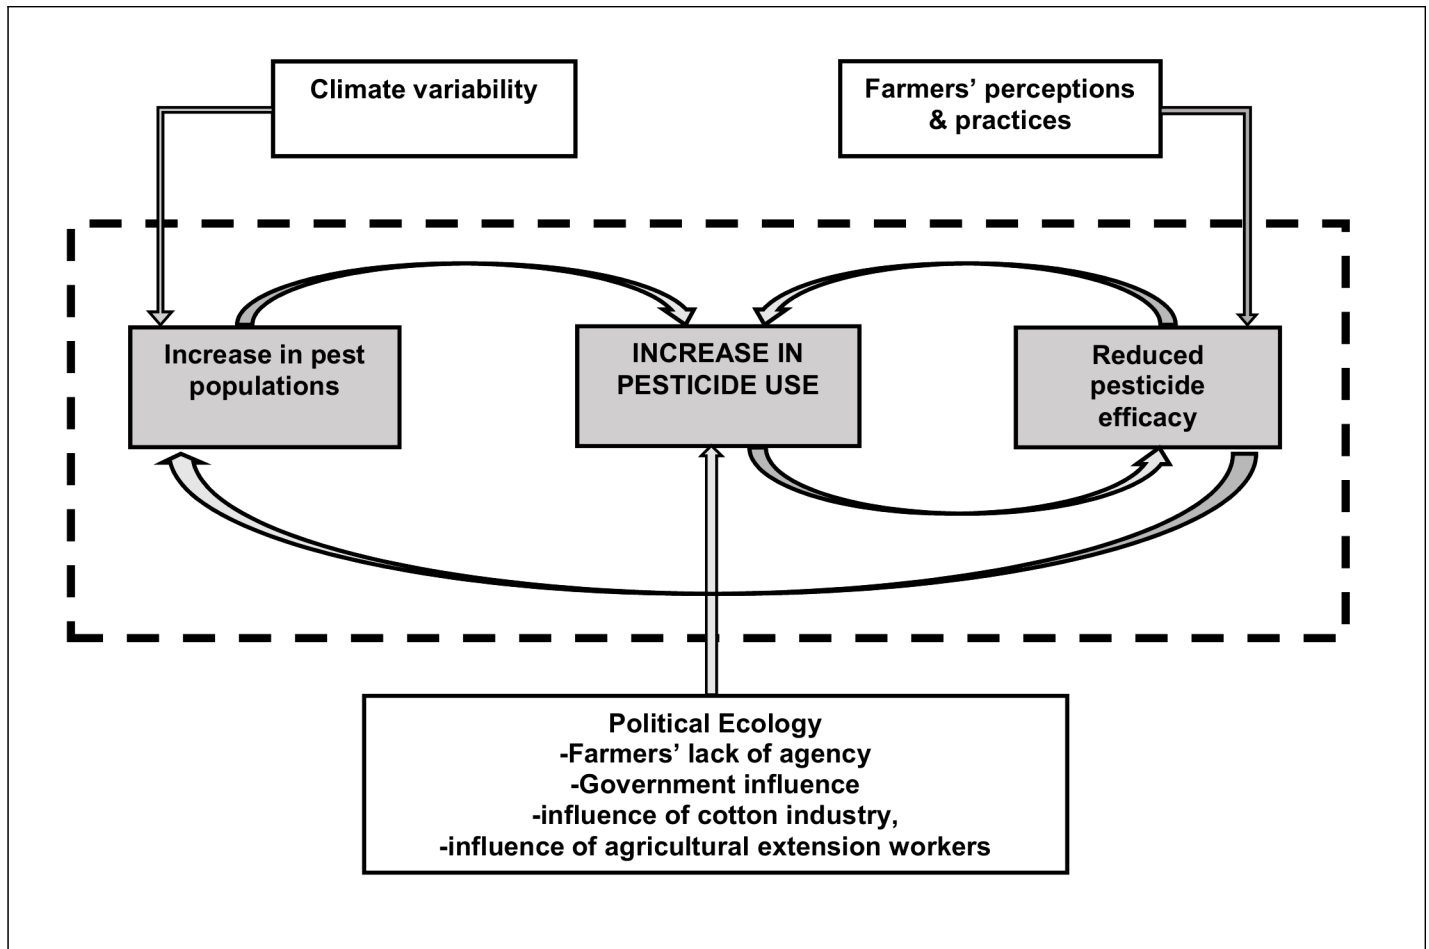 Climate variability
Farmers’ perceptions
& practices
Increase in pest
populations
INCREASE IN
PESTICIDE USE
Reduced
pesticide
efficacy
Political Ecology
-Farmers’ lack of agency
-Government influence
-influence of cotton industry,
-influence of agricultural extension workers